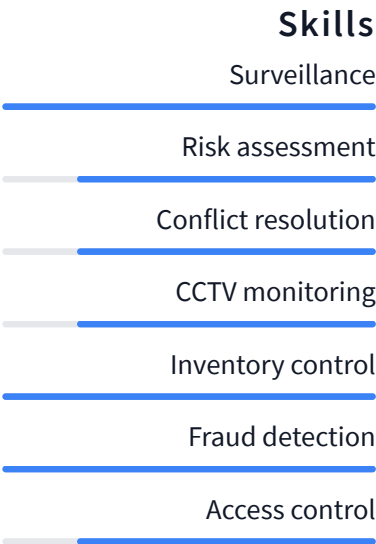 Skills
Surveillance
Risk assessment
Conflict resolution
CCTV monitoring
Inventory control
Fraud detection
Access control